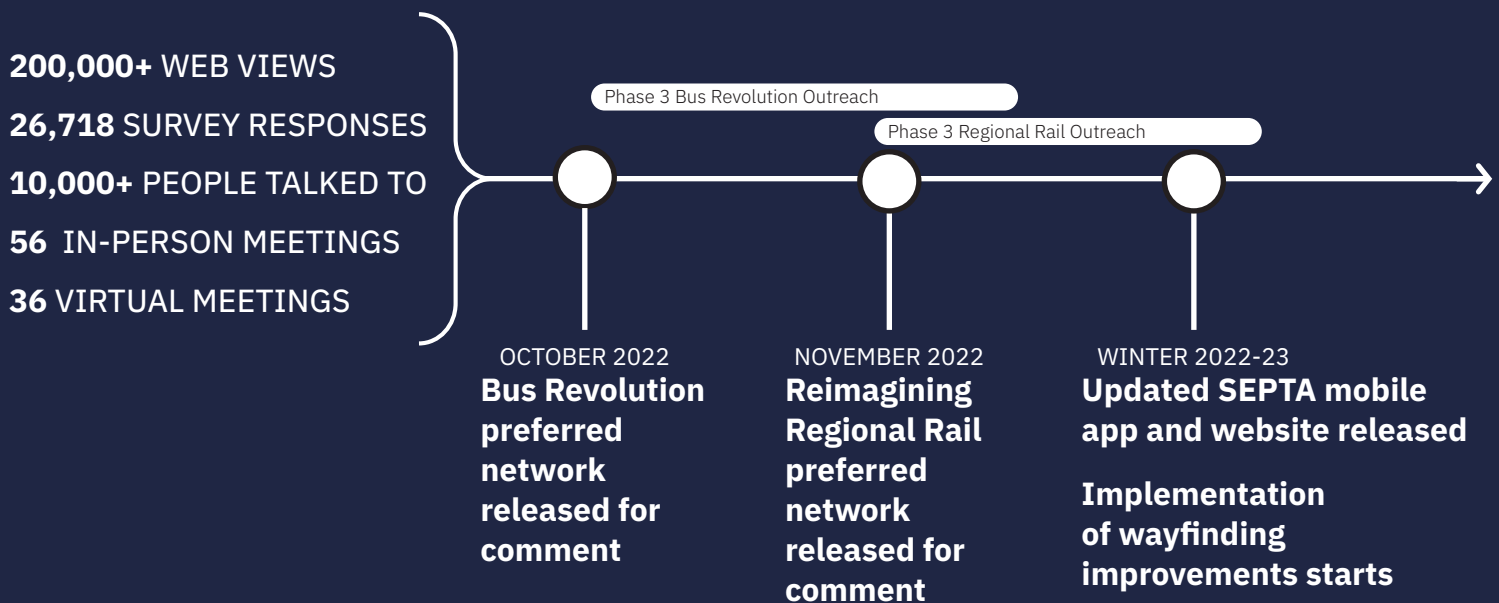 200,000+ WEB VIEWS
26,718 SURVEY RESPONSES
10,000+ PEOPLE TALKED TO
56 IN-PERSON MEETINGS
36 VIRTUAL MEETINGS
Phase 3 Bus Revolution Outreach
Phase 3 Regional Rail Outreach
OCTOBER 2022
Bus Revolution
preferred
network
released for
comment
NOVEMBER 2022
Reimagining
Regional Rail
preferred
network
released for
comment
WINTER 2022-23
Updated SEPTA mobile
app and website released
Implementation
of wayfinding
improvements starts